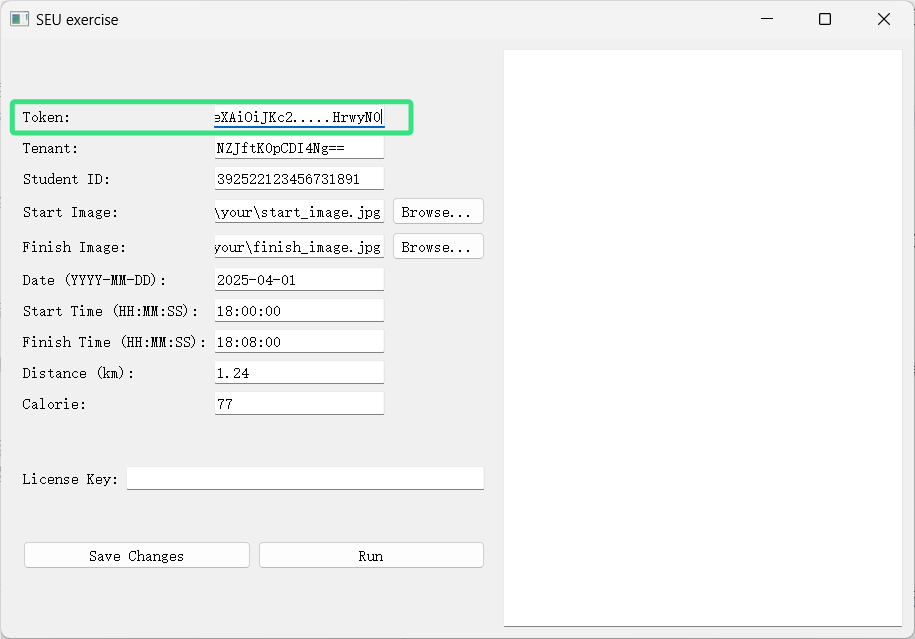 SEU exercise
Token: eXAiOiJKc2.....HrwyN0
Tenant: NZJftK0pCDI4Ng==
Student ID: 392522123456731891
Start Image: \your\start_image.jpg Browse...
Finish Image: your\finish_image.jpg Browse...
Date (YYYY-MM-DD): 2025-04-01
Start Time (HH:MM:SS): 18:00:00
Finish Time (HH:MM:SS): 18:08:00
Distance (km): 1.24
Calorie: 77
License Key:
Save Changes Run